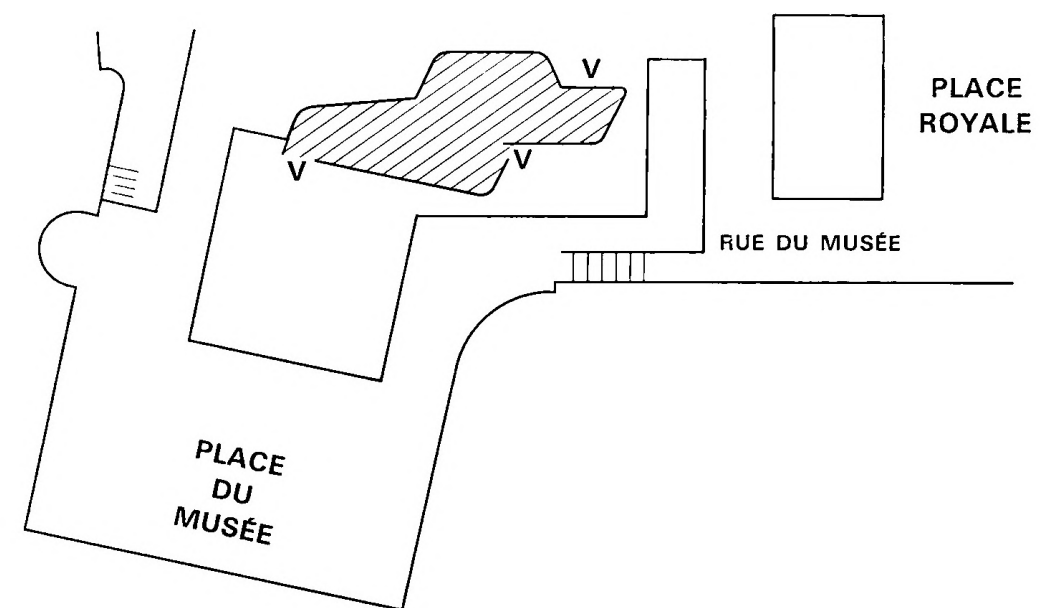 V
PLACE
ROYALE
V
V
RUE DU MUSÉE
PLACE
DU
MUSÉE